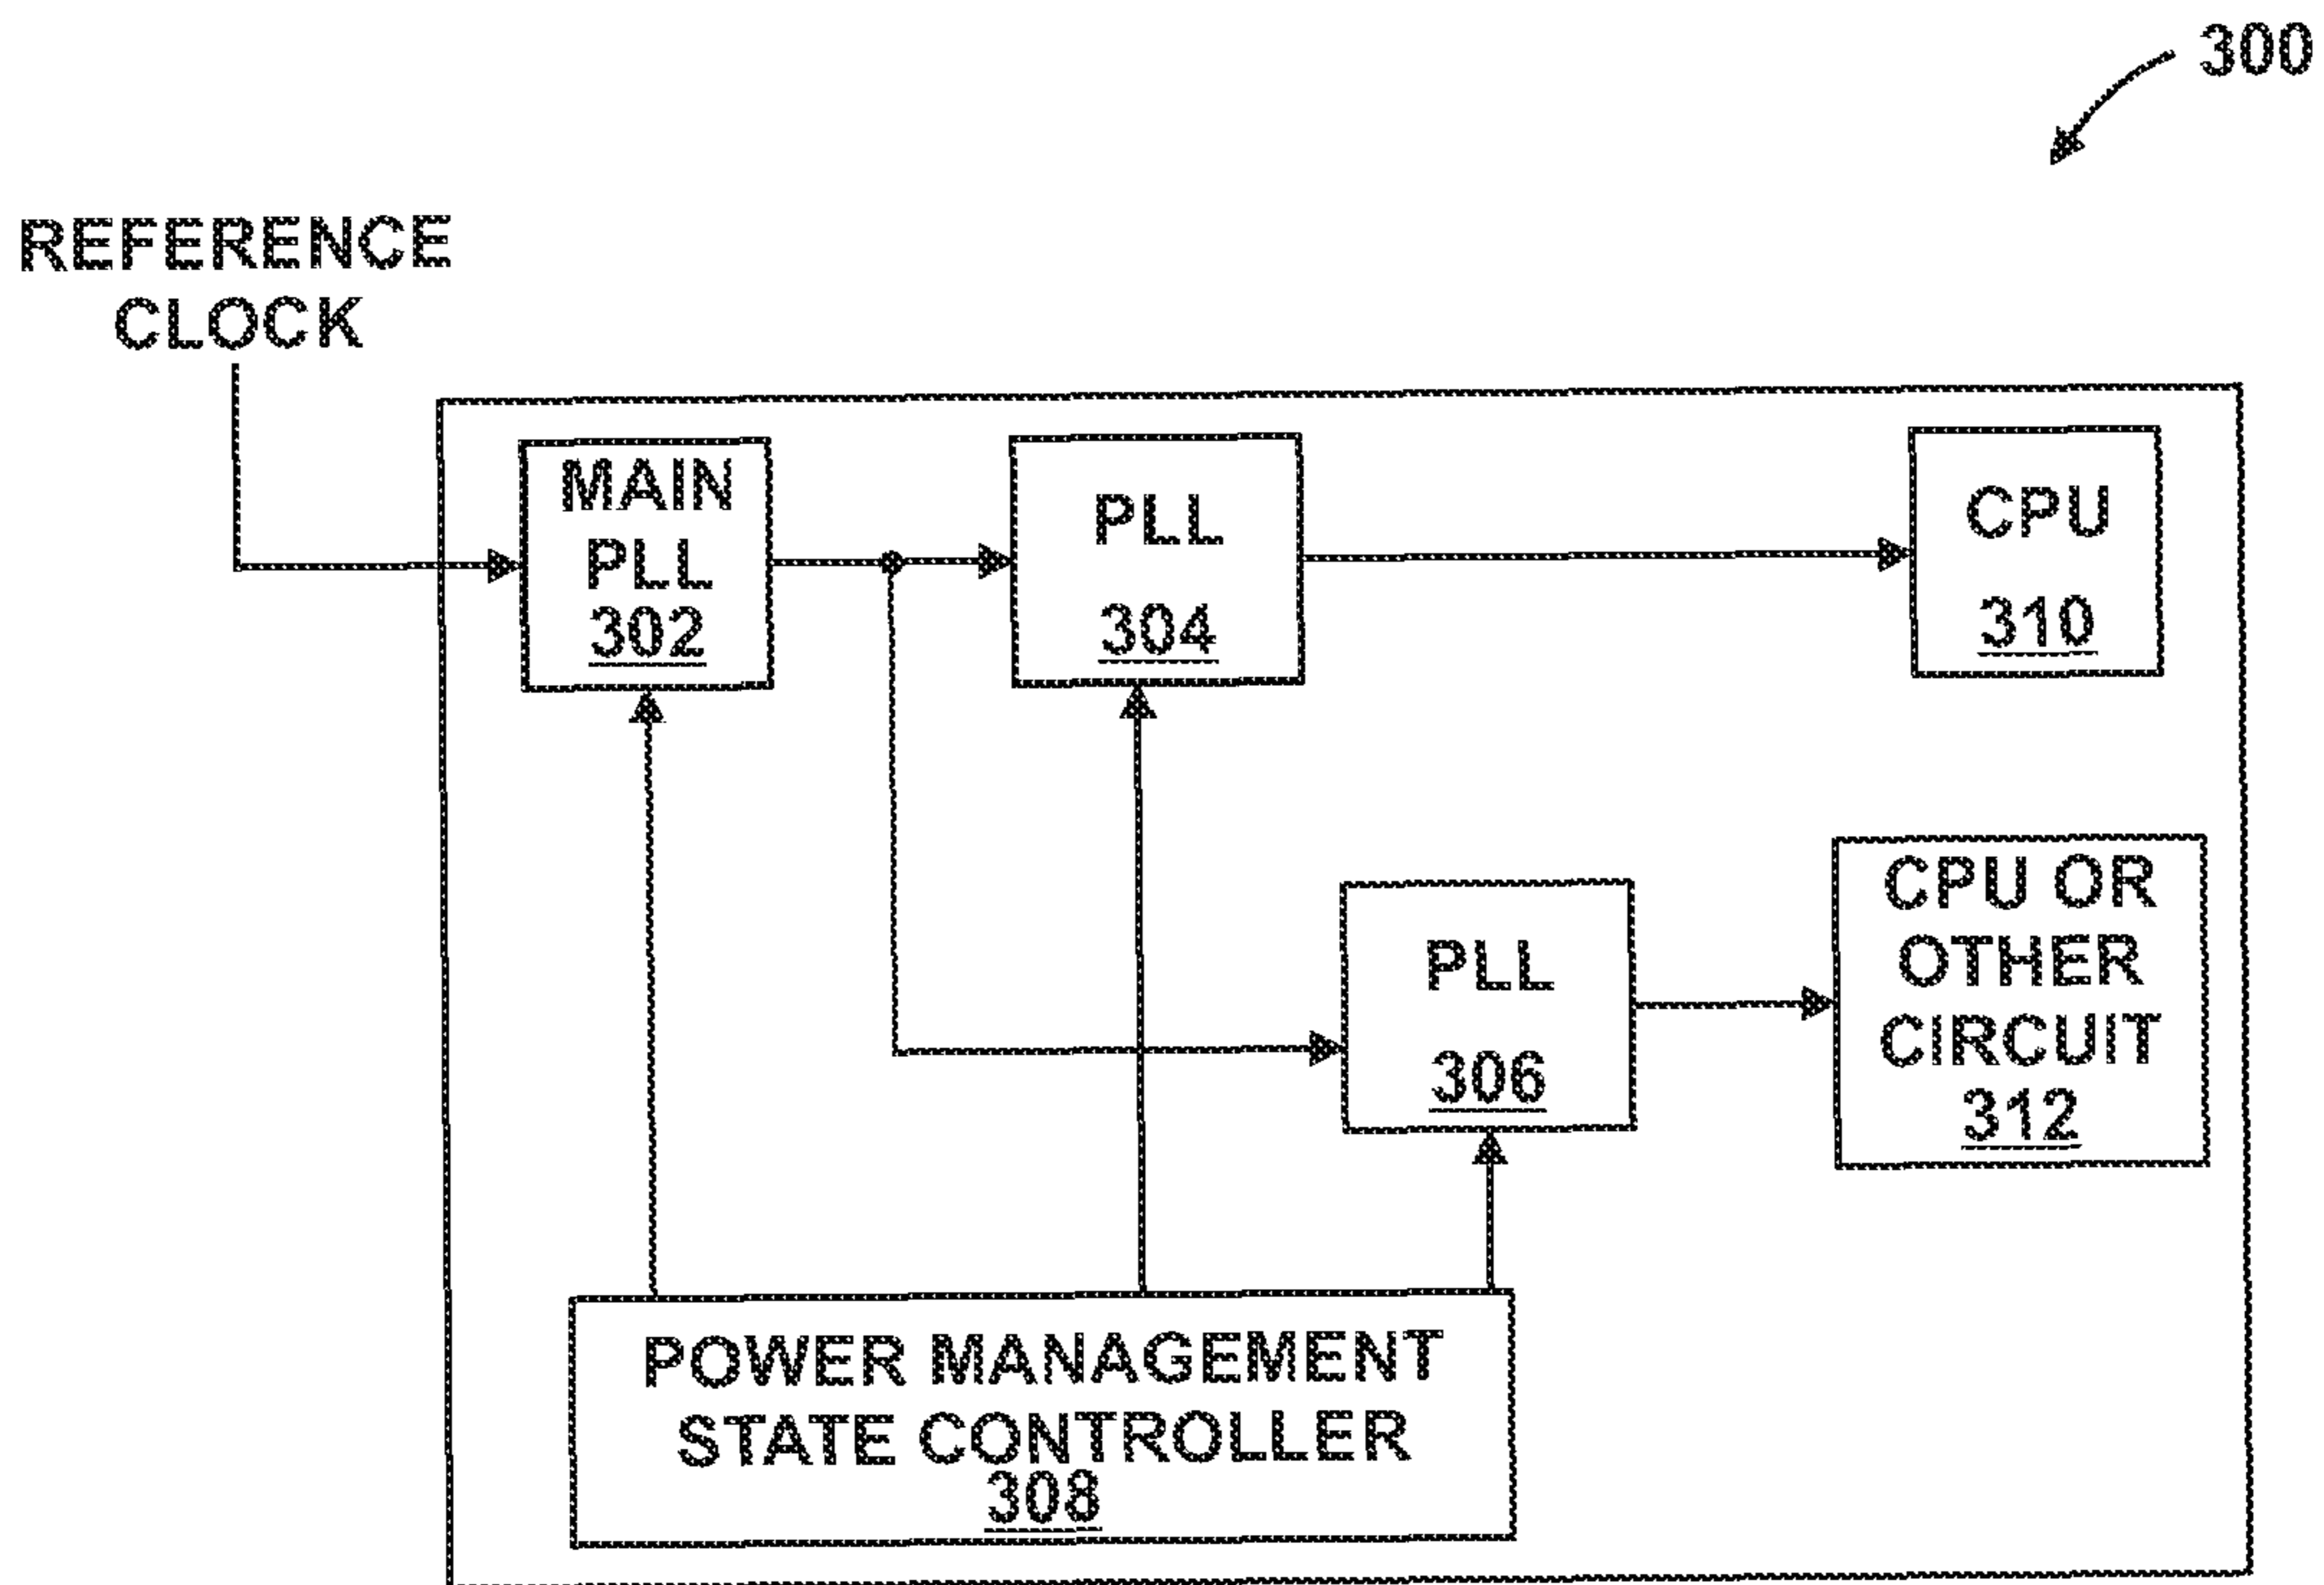 300
REFERENCE
CLOCK
MAIN
PLL
302
PLL
304
CPU
310
PLL
306
CPU OR
OTHER
CIRCUIT
312
POWER MANAGEMENT
STATE CONTROLLER
308